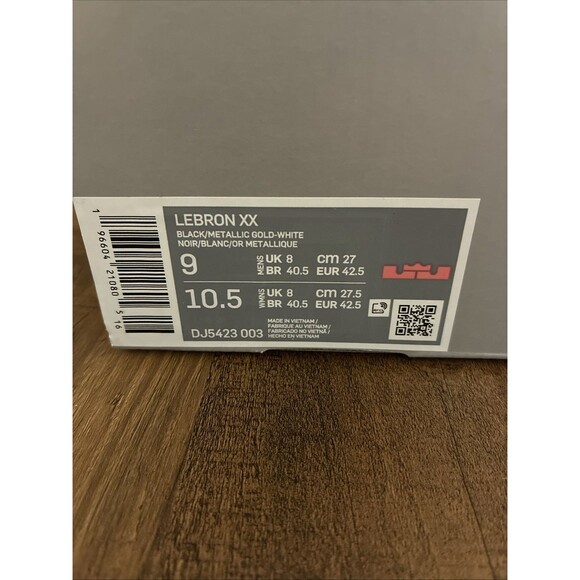 LEBRON XX
BLACK/METALLIC GOLD-WHITE
NOIR/BLANC/OR METALLIQUE
9 MENS UK 8 CM 27
BR 40.5 EUR 42.5
10.5 WMNS UK 8 CM 27.5
BR 40.5 EUR 42.5
DJ5423 003
MADE IN VIETNAM /
FABRIQUE AU VIETNAM /
FABRICADO NO VIETNÃ /
HECHO EN VIETNAM
1 96604 21080 5 16